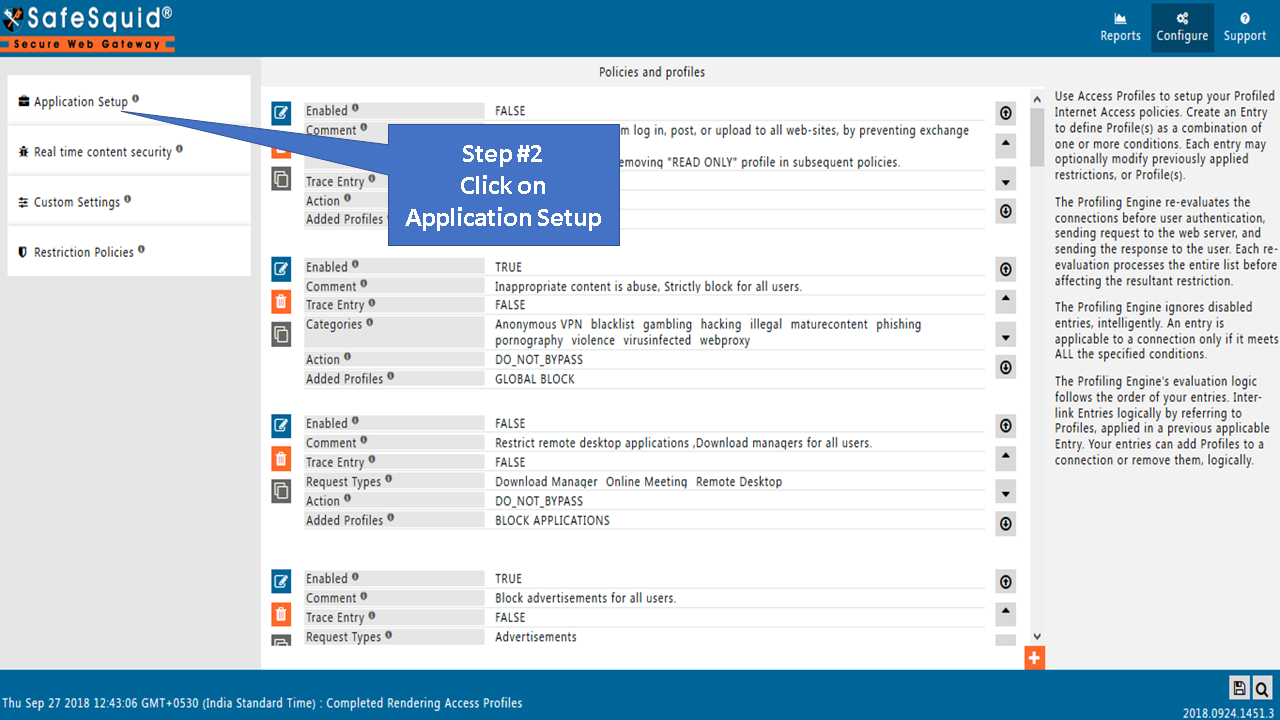 SafeSquid®
Secure Web Gateway
Reports
Configure
Support
Application Setup
Real time content security
Custom Settings
Restriction Policies
Policies and profiles
Enabled FALSE
Comment m log in, post, or upload to all web-sites, by preventing exchange
emoving "READ ONLY" profile in subsequent policies.
Trace Entry
Action
Added Profiles
Step #2
Click on
Application Setup
Enabled TRUE
Comment Inappropriate content is abuse, Strictly block for all users.
Trace Entry FALSE
Categories Anonymous VPN blacklist gambling hacking illegal maturecontent phishing
pornography violence virusinfected webproxy
Action DO_NOT_BYPASS
Added Profiles GLOBAL BLOCK
Enabled FALSE
Comment Restrict remote desktop applications ,Download managers for all users.
Trace Entry FALSE
Request Types Download Manager Online Meeting Remote Desktop
Action DO_NOT_BYPASS
Added Profiles BLOCK APPLICATIONS
Enabled TRUE
Comment Block advertisements for all users.
Trace Entry FALSE
Request Types Advertisements
Use Access Profiles to setup your Profiled
Internet Access policies. Create an Entry
to define Profile(s) as a combination of
one or more conditions. Each entry may
optionally modify previously applied
restrictions, or Profile(s).
The Profiling Engine re-evaluates the
connections before user authentication,
sending request to the web server, and
sending the response to the user. Each re-
evaluation processes the entire list before
affecting the resultant restriction.
The Profiling Engine ignores disabled
entries, intelligently. An entry is
applicable to a connection only if it meets
ALL the specified conditions.
The Profiling Engine's evaluation logic
follows the order of your entries. Inter-
link Entries logically by referring to
Profiles, applied in a previous applicable
Entry. Your entries can add Profiles to a
connection or remove them, logically.
Thu Sep 27 2018 12:43:06 GMT+0530 (India Standard Time) : Completed Rendering Access Profiles
2018.0924.1451.3